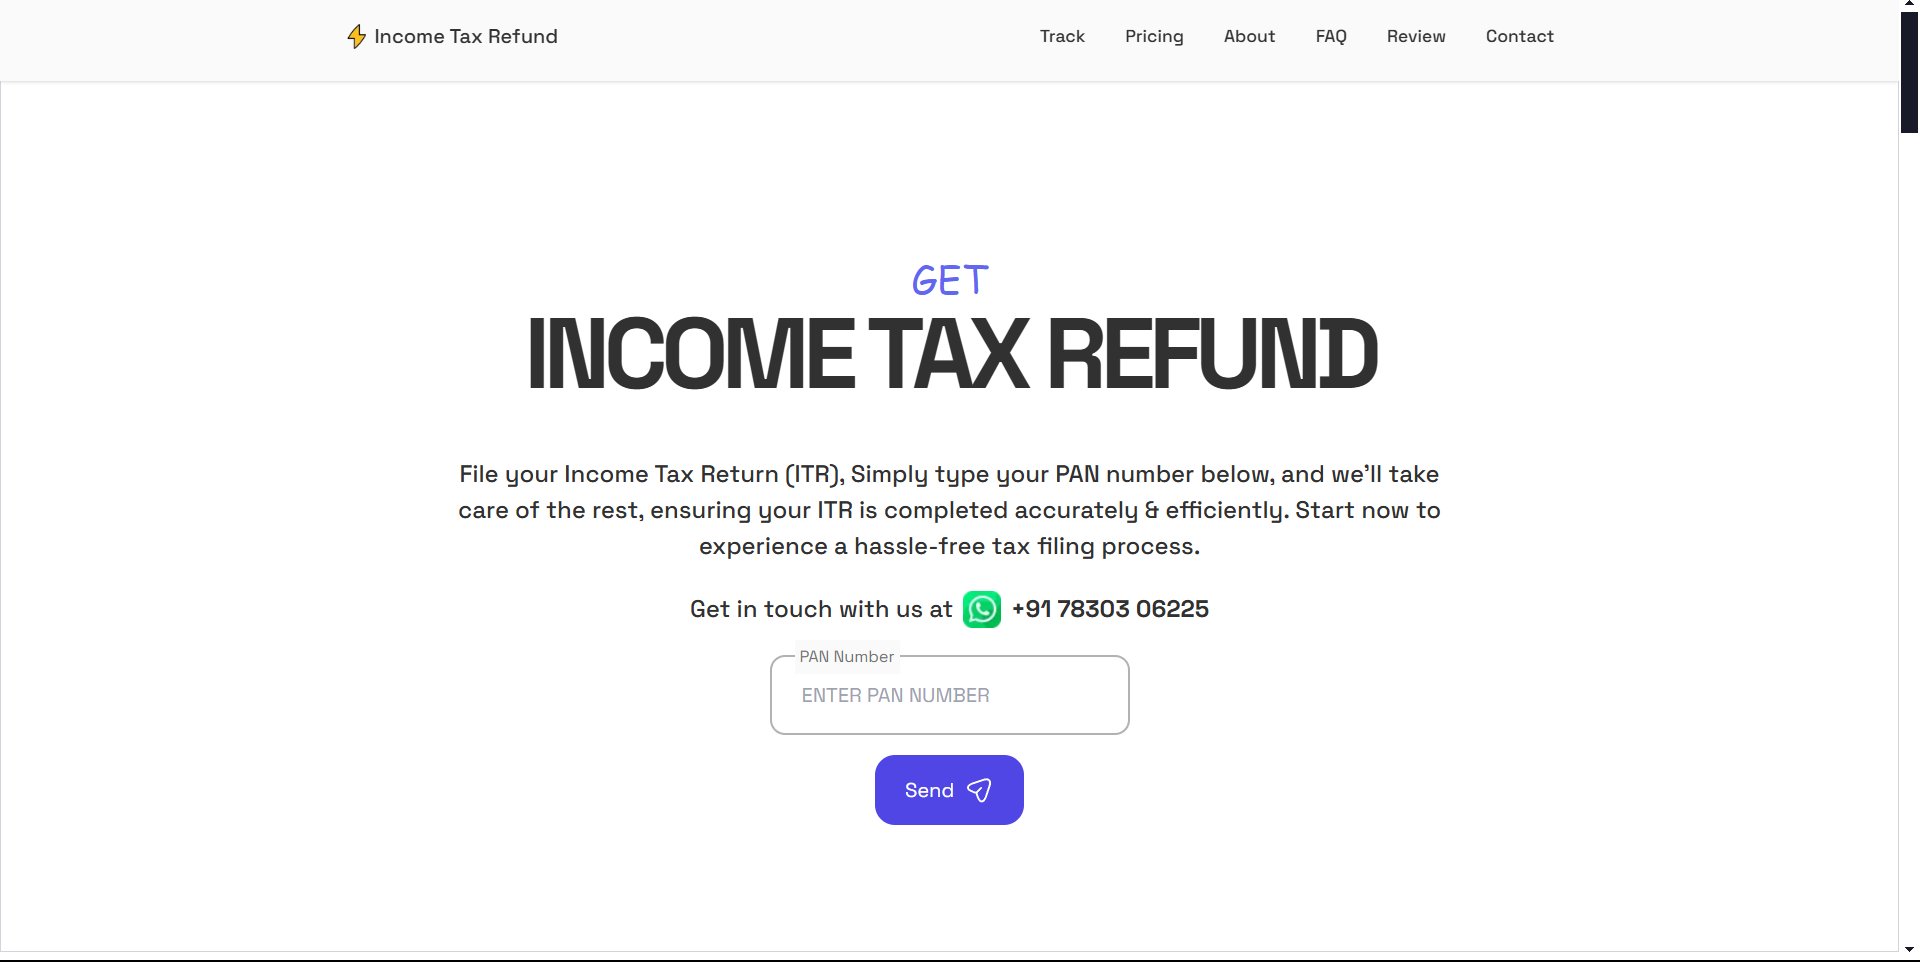 Income Tax Refund
Track Pricing About FAQ Review Contact
GET
INCOME TAX REFUND
File your Income Tax Return (ITR), Simply type your PAN number below, and we’ll take
care of the rest, ensuring your ITR is completed accurately & efficiently. Start now to
experience a hassle-free tax filing process.
Get in touch with us at +91 78303 06225
PAN Number
ENTER PAN NUMBER
Send